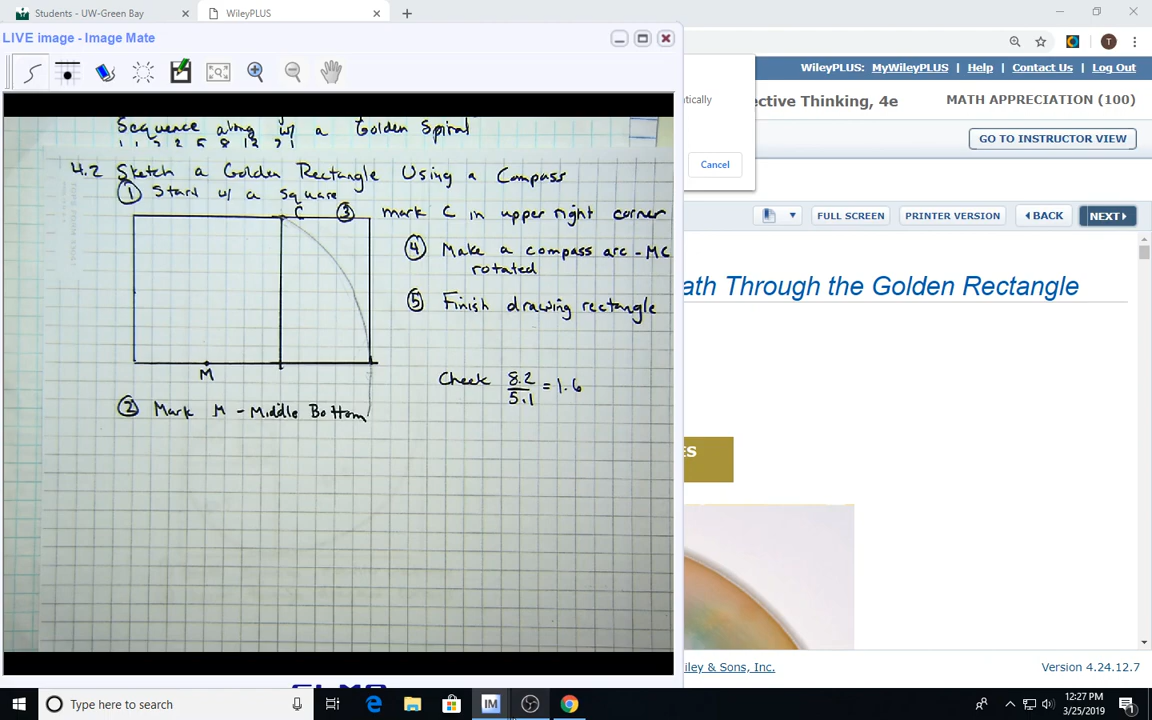 Students - UW-Green Bay
WileyPLUS
LIVE image - Image Mate
WileyPLUS: MyWileyPLUS | Help | Contact Us | Log Out
tically
ective Thinking, 4e
MATH APPRECIATION (100)
GO TO INSTRUCTOR VIEW
Cancel
FULL SCREEN
PRINTER VERSION
BACK
NEXT
Sequence along w/ a Golden Spiral
4.2 Sketch a Golden Rectangle Using a Compass
① Start w/ a square
C
③ mark C in upper right corner
④ Make a compass arc - MC
rotated
⑤ Finish drawing rectangle
M
Check 8.2/5.1 = 1.6
② Mark M - Middle Bottom
ath Through the Golden Rectangle
ES
iley & Sons, Inc.
Version 4.24.12.7
Type here to search
IM
12:27 PM
3/25/2019